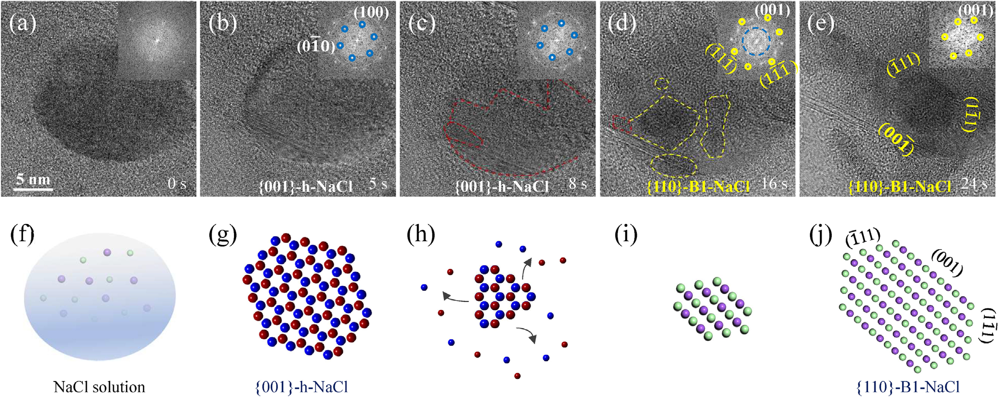 (a)
5 nm
0 s
(b)
(100)
(01̅0)
{001}-h-NaCl
5 s
(c)
{001}-h-NaCl
8 s
(d)
(001)
(1̅11̅)
(11̅1̅)
{110}-B1-NaCl
16 s
(e)
(001)
(1̅11)
(11̅1)
(001̅)
{110}-B1-NaCl
24 s
(f)
NaCl solution
(g)
{001}-h-NaCl
(h)
(i)
(j)
(1̅11)
(001)
(11̅1)
{110}-B1-NaCl